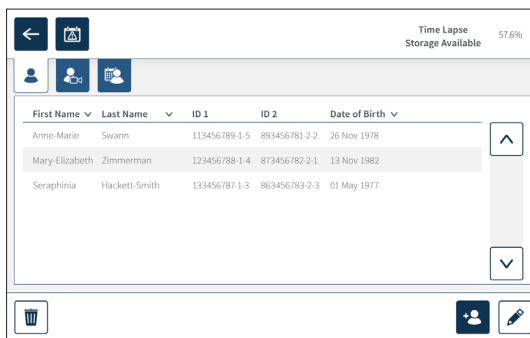 Time Lapse
Storage Available
57.6%
First Name Last Name ID 1 ID 2 Date of Birth
Anne-Marie Swann 113456789-1-5 893456781-2-2 26 Nov 1978
Mary-Elizabeth Zimmerman 123456788-1-4 873456782-2-1 13 Nov 1982
Seraphinia Hackett-Smith 133456787-1-3 863456783-2-3 01 May 1977